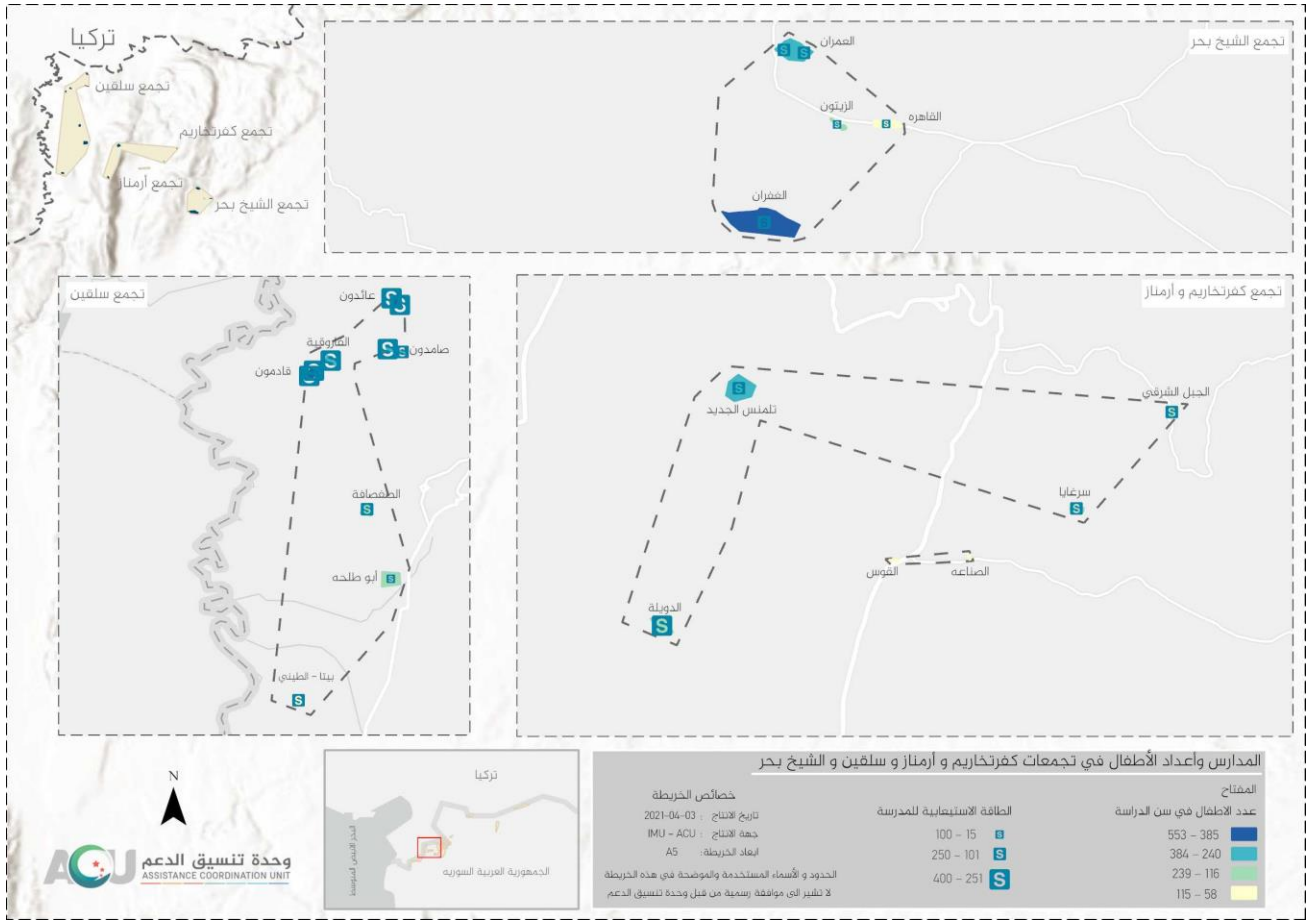 تركيا
تجمع سلقين
تجمع كفرتخاريم
تجمع أرمناز
تجمع الشيخ بحر
تجمع الشيخ بحر
العمران
S
S
الزيتون
القاهره
S
S
الغفران
S
تجمع سلقين
عائدون
S
S
الفاروقية
صامدون
S
S
S
قادمون
S
S
الصفصافة
S
أبو طلحه
S
بيتا - الطيني
S
تجمع كفرتخاريم و أرمناز
S
تلمنس الجديد
الجبل الشرقي
S
سرغايا
S
القوس
الصناعه
الدويلة
S
N
وحدة تنسيق الدعم
ACU
ASSISTANCE COORDINATION UNIT
تركيا
البحر الابيض المتوسط
الجمهورية العربية السوريه
المدارس وأعداد الأطفال في تجمعات كفرتخاريم و أرمناز و سلقين و الشيخ بحر
المفتاح
عدد الاطفال في سن الدراسة
553 - 385
384 - 240
239 - 116
115 - 58
الطاقة الاستيعابية للمدرسة
S 100 - 15
S 250 - 101
S 400 - 251
خصائص الخريطة
تاريخ الانتاج : 03-04-2021
جهة الانتاج : IMU - ACU
ابعاد الخريطة: A5
الحدود و الأسماء المستخدمة والموضحة في هذه الخريطة
لا تشير الى موافقة رسمية من قبل وحدة تنسيق الدعم